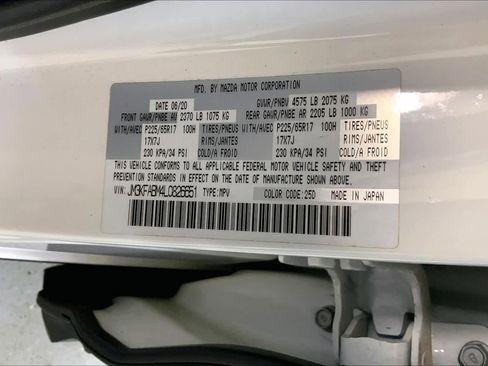 MFD. BY MAZDA MOTOR CORPORATION
DATE 06/20 GVWR/PNBV 4575 LB 2075 KG
FRONT GAWR/PNBE AV 2370 LB 1075 KG REAR GAWR/PNBE AR 2205 LB 1000 KG
WITH/AVEC P225/65R17 100H TIRES/PNEUS WITH/AVEC P225/65R17 100H TIRES/PNEUS
17X7J RIMS/JANTES 17X7J RIMS/JANTES
230 KPA/34 PSI COLD/A FROID 230 KPA/34 PSI COLD/A FROID
THIS VEHICLE CONFORMS TO ALL APPLICABLE FEDERAL MOTOR VEHICLE SAFETY AND THEFT
PREVENTION STANDARDS IN EFFECT ON THE DATE OF MANUFACTURE SHOWN ABOVE.
VIN: JM3KFABM4L0826651 TYPE: MPV COLOR CODE: 25D MADE IN JAPAN